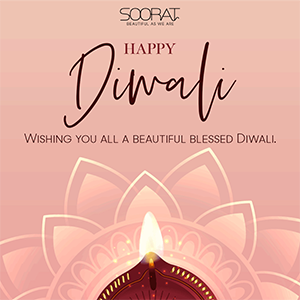 SOORAT
BEAUTIFUL AS WE ARE
HAPPY
Diwali
WISHING YOU ALL A BEAUTIFUL BLESSED DIWALI.